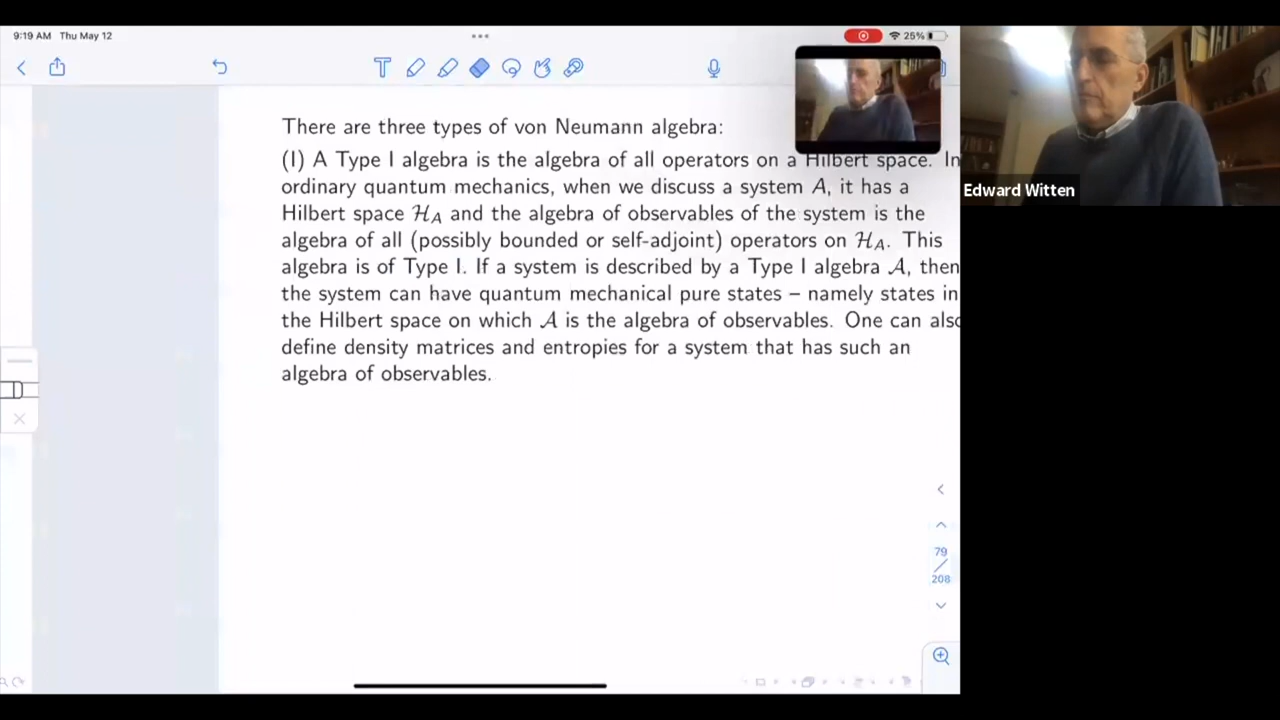 9:19 AM Thu May 12
25%
There are three types of von Neumann algebra:
(I) A Type I algebra is the algebra of all operators on a Hilbert space. In
ordinary quantum mechanics, when we discuss a system A, it has a
Hilbert space ℋA and the algebra of observables of the system is the
algebra of all (possibly bounded or self-adjoint) operators on ℋA. This
algebra is of Type I. If a system is described by a Type I algebra 𝒜, then
the system can have quantum mechanical pure states – namely states in
the Hilbert space on which 𝒜 is the algebra of observables. One can also
define density matrices and entropies for a system that has such an
algebra of observables.
79
/
208
Edward Witten